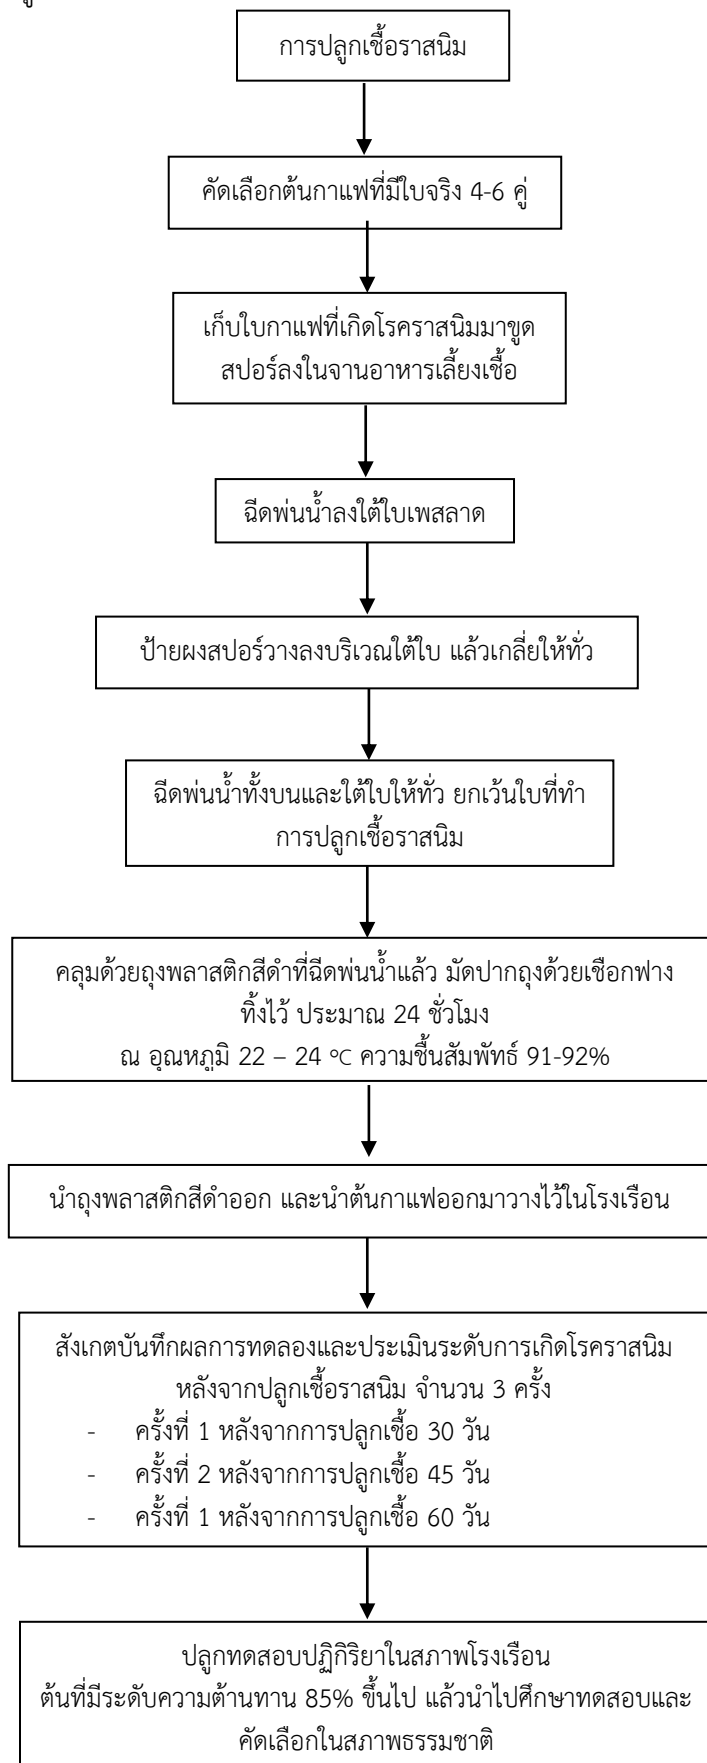 การปลูกเชื้อราสนิม
คัดเลือกต้นกาแฟที่มีใบจริง 4-6 คู่
เก็บใบกาแฟที่เกิดโรคราสนิมมาขูด
สปอร์ลงในจานอาหารเลี้ยงเชื้อ
ฉีดพ่นน้ำลงใต้ใบเพสลาด
ป้ายผงสปอร์วางลงบริเวณใต้ใบ แล้วเกลี่ยให้ทั่ว
ฉีดพ่นน้ำทั้งบนและใต้ใบให้ทั่ว ยกเว้นใบที่ทำ
การปลูกเชื้อราสนิม
คลุมด้วยถุงพลาสติกสีดำที่ฉีดพ่นน้ำแล้ว มัดปากถุงด้วยเชือกฟาง
ทิ้งไว้ ประมาณ 24 ชั่วโมง
ณ อุณหภูมิ 22 – 24 ºC ความชื้นสัมพัทธ์ 91-92%
นำถุงพลาสติกสีดำออก และนำต้นกาแฟออกมาวางไว้ในโรงเรือน
สังเกตบันทึกผลการทดลองและประเมินระดับการเกิดโรคราสนิม
หลังจากปลูกเชื้อราสนิม จำนวน 3 ครั้ง
- ครั้งที่ 1 หลังจากการปลูกเชื้อ 30 วัน
- ครั้งที่ 2 หลังจากการปลูกเชื้อ 45 วัน
- ครั้งที่ 1 หลังจากการปลูกเชื้อ 60 วัน
ปลูกทดสอบปฏิกิริยาในสภาพโรงเรือน
ต้นที่มีระดับความต้านทาน 85% ขึ้นไป แล้วนำไปศึกษาทดสอบและ
คัดเลือกในสภาพธรรมชาติ